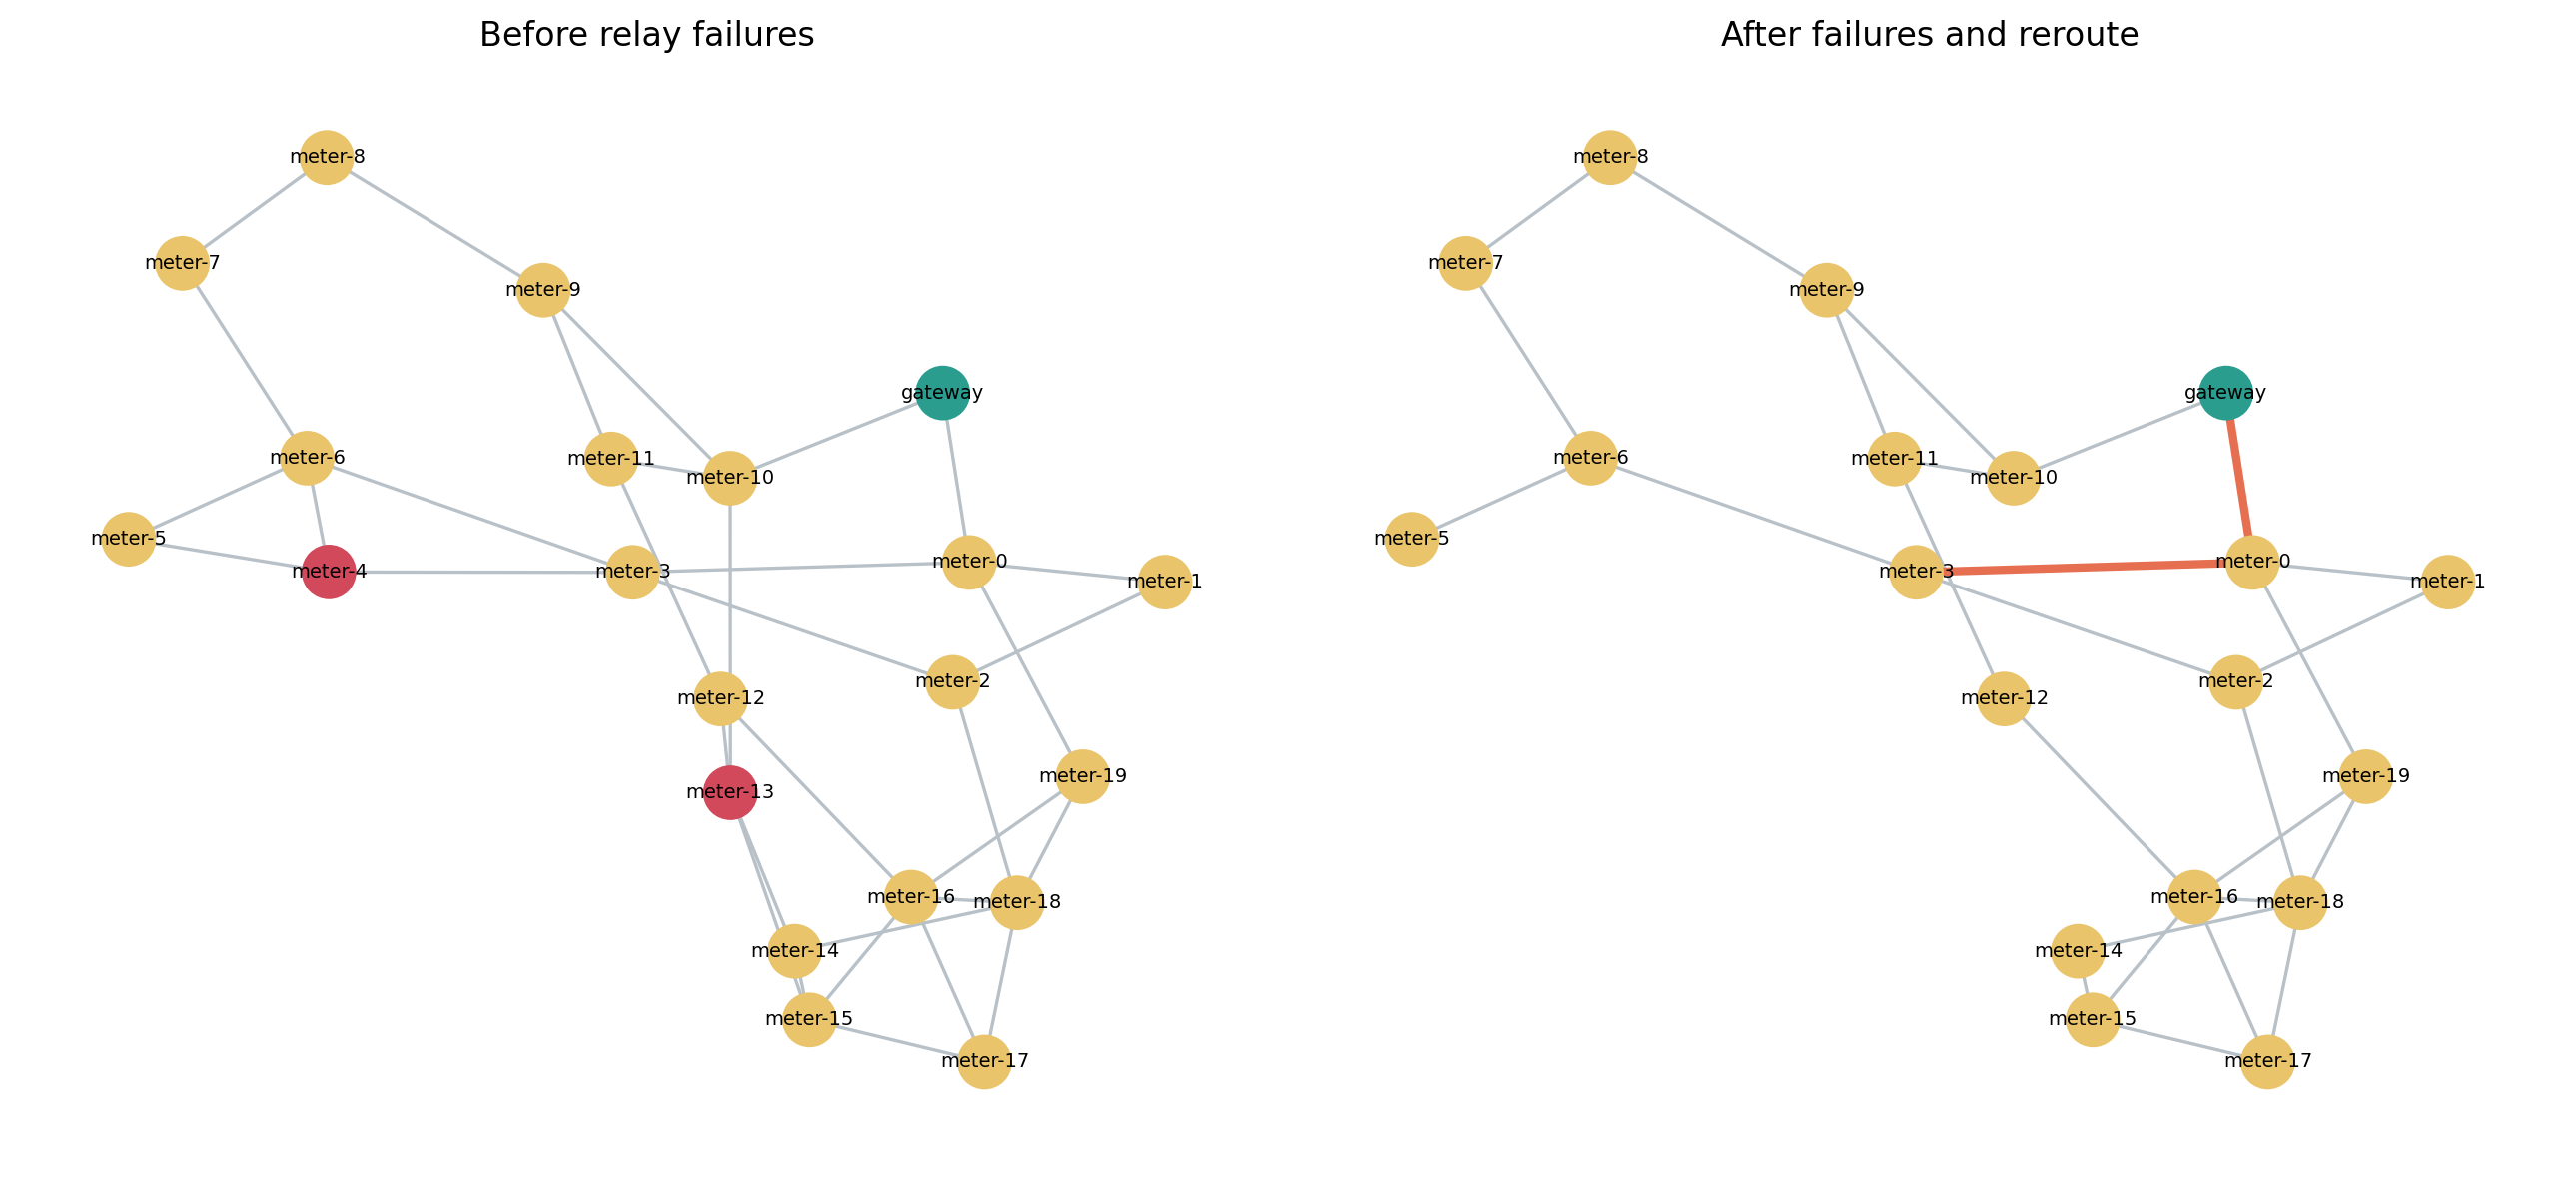 Before relay failures
meter-8
meter-7
meter-9
gateway
meter-6
meter-11
meter-10
meter-5
meter-4
meter-3
meter-0
meter-1
meter-12
meter-2
meter-13
meter-19
meter-16
meter-18
meter-14
meter-15
meter-17
After failures and reroute
meter-8
meter-7
meter-9
gateway
meter-6
meter-11
meter-10
meter-5
meter-3
meter-0
meter-1
meter-12
meter-2
meter-19
meter-16
meter-18
meter-14
meter-15
meter-17